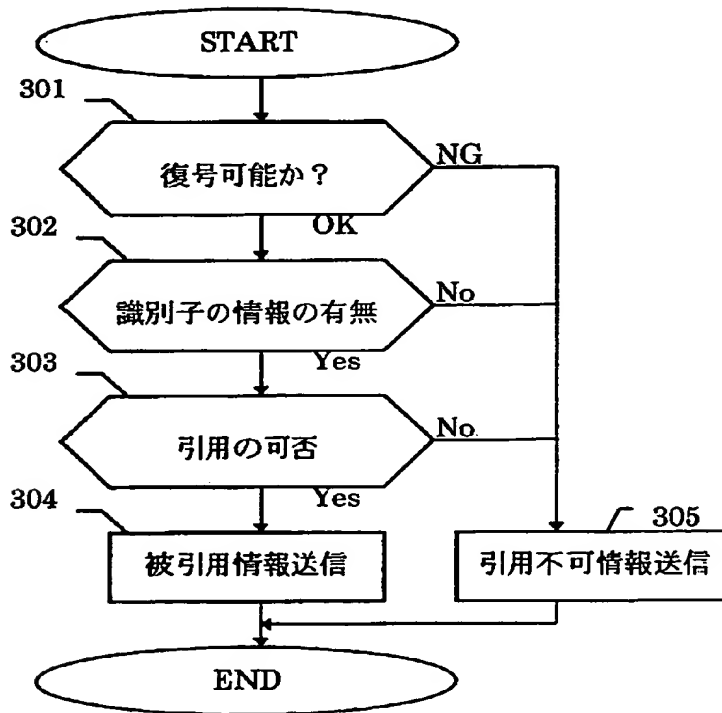 START
301
復号可能か？
NG
OK
302
識別子の情報の有無
No
Yes
303
引用の可否
No
Yes
304
被引用情報送信
305
引用不可情報送信
END